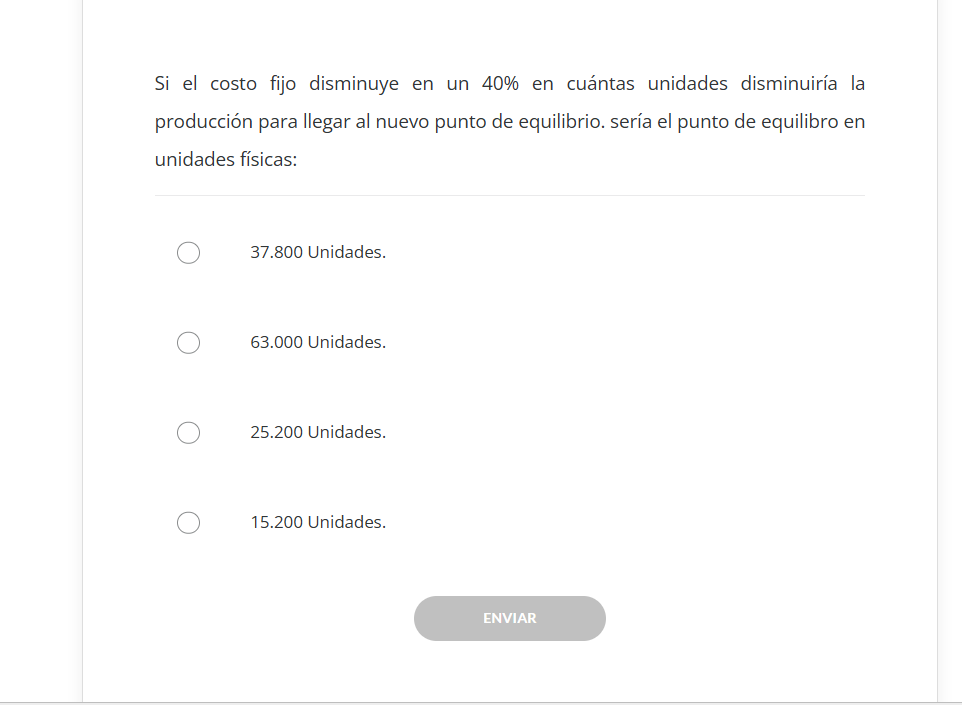 Si el costo fijo disminuye en un 40% en cuántas unidades disminuiría la
producción para llegar al nuevo punto de equilibrio. sería el punto de equilibro en
unidades físicas:
37.800 Unidades.
63.000 Unidades.
25.200 Unidades.
15.200 Unidades.
ENVIAR